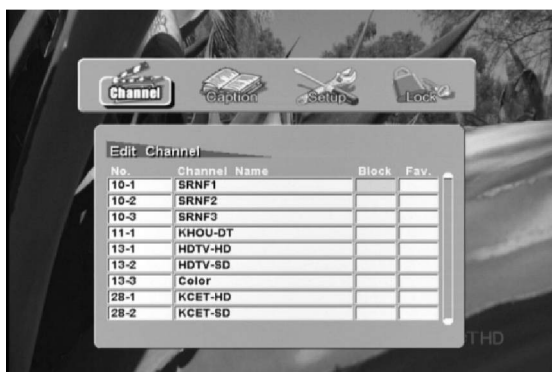 Channel Caption Setup Lock
Edit Channel
No. Channel Name Block Fav.
10-1 SRNF1
10-2 SRNF2
10-3 SRNF3
11-1 KHOU-DT
13-1 HDTV-HD
13-2 HDTV-SD
13-3 Color
28-1 KCET-HD
28-2 KCET-SD
THD